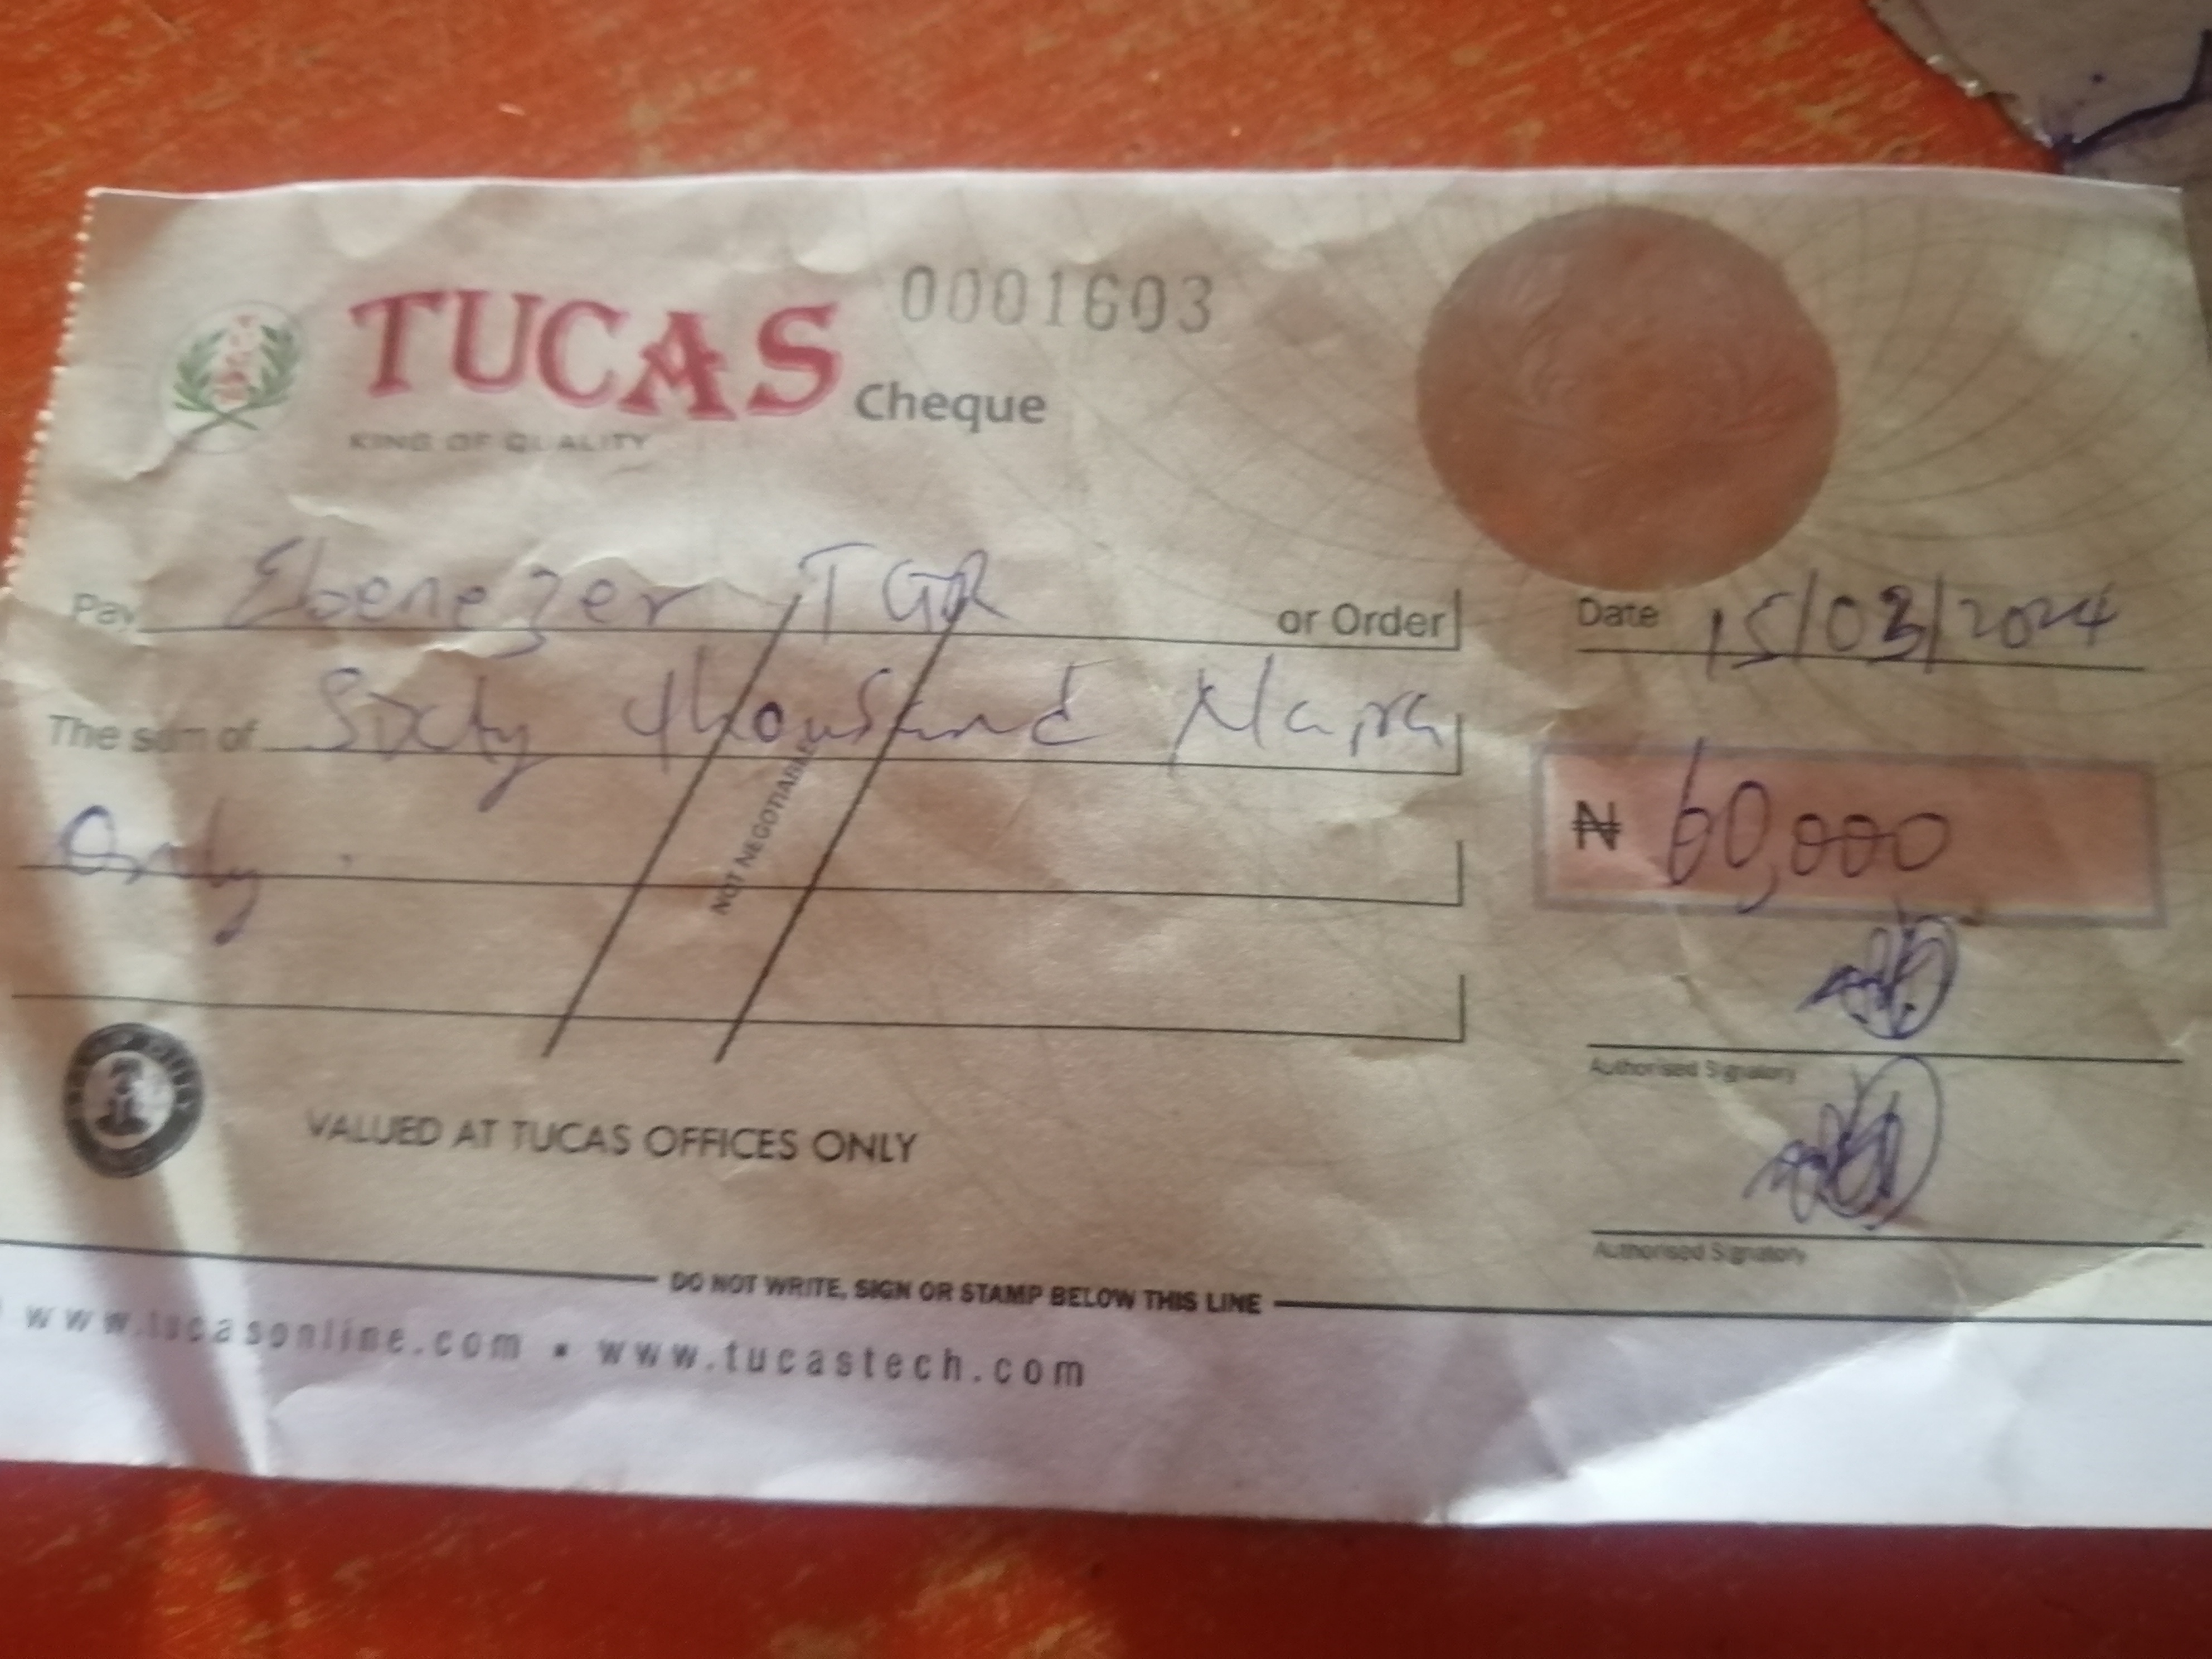 TUCAS
0001603
Cheque
KING OF QUALITY
Pay Ebenezer TGR or Order
Date 15/03/2024
The sum of Sixty thousand Naira
Only.
₦ 60,000
NOT NEGOTIABLE
Authorised Signatory
VALUED AT TUCAS OFFICES ONLY
Authorised Signatory
DO NOT WRITE, SIGN OR STAMP BELOW THIS LINE
www.tucasonline.com ▪ www.tucastech.com